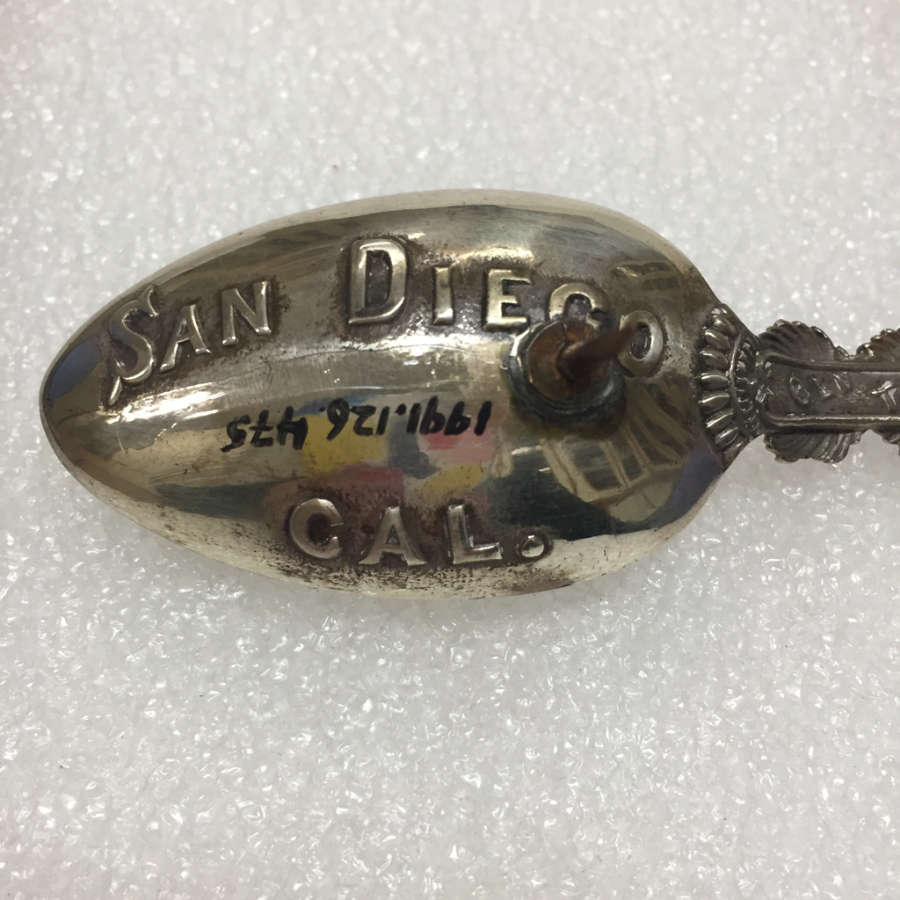 SAN DIEGO
1991.126.475
CAL.